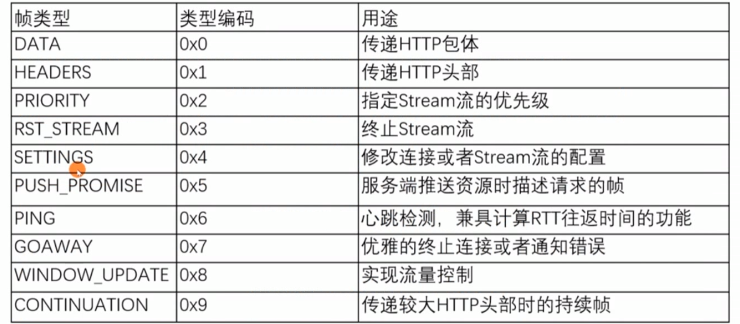 帧类型 类型编码 用途
DATA 0x0 传递HTTP包体
HEADERS 0x1 传递HTTP头部
PRIORITY 0x2 指定Stream流的优先级
RST_STREAM 0x3 终止Stream流
SETTINGS 0x4 修改连接或者Stream流的配置
PUSH_PROMISE 0x5 服务端推送资源时描述请求的帧
PING 0x6 心跳检测，兼具计算RTT往返时间的功能
GOAWAY 0x7 优雅的终止连接或者通知错误
WINDOW_UPDATE 0x8 实现流量控制
CONTINUATION 0x9 传递较大HTTP头部时的持续帧